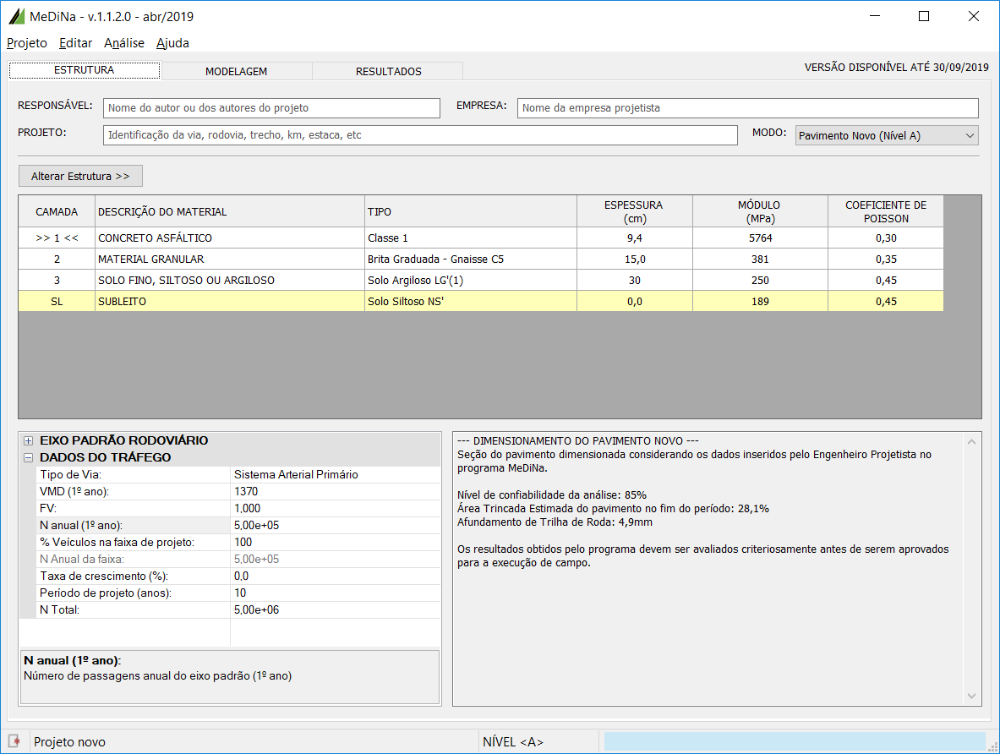 MeDiNa - v.1.1.2.0 - abr/2019
Projeto Editar Análise Ajuda
ESTRUTURA MODELAGEM RESULTADOS VERSÃO DISPONÍVEL ATÉ 30/09/2019
RESPONSÁVEL: Nome do autor ou dos autores do projeto EMPRESA: Nome da empresa projetista
PROJETO: Identificação da via, rodovia, trecho, km, estaca, etc MODO: Pavimento Novo (Nível A)
Alterar Estrutura >>
CAMADA DESCRIÇÃO DO MATERIAL TIPO ESPESSURA (cm) MÓDULO (MPa) COEFICIENTE DE POISSON
>> 1 << CONCRETO ASFÁLTICO Classe 1 9,4 5764 0,30
2 MATERIAL GRANULAR Brita Graduada - Gnaisse C5 15,0 381 0,35
3 SOLO FINO, SILTOSO OU ARGILOSO Solo Argiloso LG'(1) 30 250 0,45
SL SUBLEITO Solo Siltoso NS' 0,0 189 0,45
EIXO PADRÃO RODOVIÁRIO
DADOS DO TRÁFEGO
Tipo de Via: Sistema Arterial Primário
VMD (1º ano): 1370
FV: 1,000
N anual (1º ano): 5,00e+05
% Veículos na faixa de projeto: 100
N Anual da faixa: 5,00e+05
Taxa de crescimento (%): 0,0
Período de projeto (anos): 10
N Total: 5,00e+06
N anual (1º ano):
Número de passagens anual do eixo padrão (1º ano)
--- DIMENSIONAMENTO DO PAVIMENTO NOVO ---
Seção do pavimento dimensionada considerando os dados inseridos pelo Engenheiro Projetista no
programa MeDiNa.
Nível de confiabilidade da análise: 85%
Área Trincada Estimada do pavimento no fim do período: 28,1%
Afundamento de Trilha de Roda: 4,9mm
Os resultados obtidos pelo programa devem ser avaliados criteriosamente antes de serem aprovados
para a execução de campo.
Projeto novo NÍVEL <A>